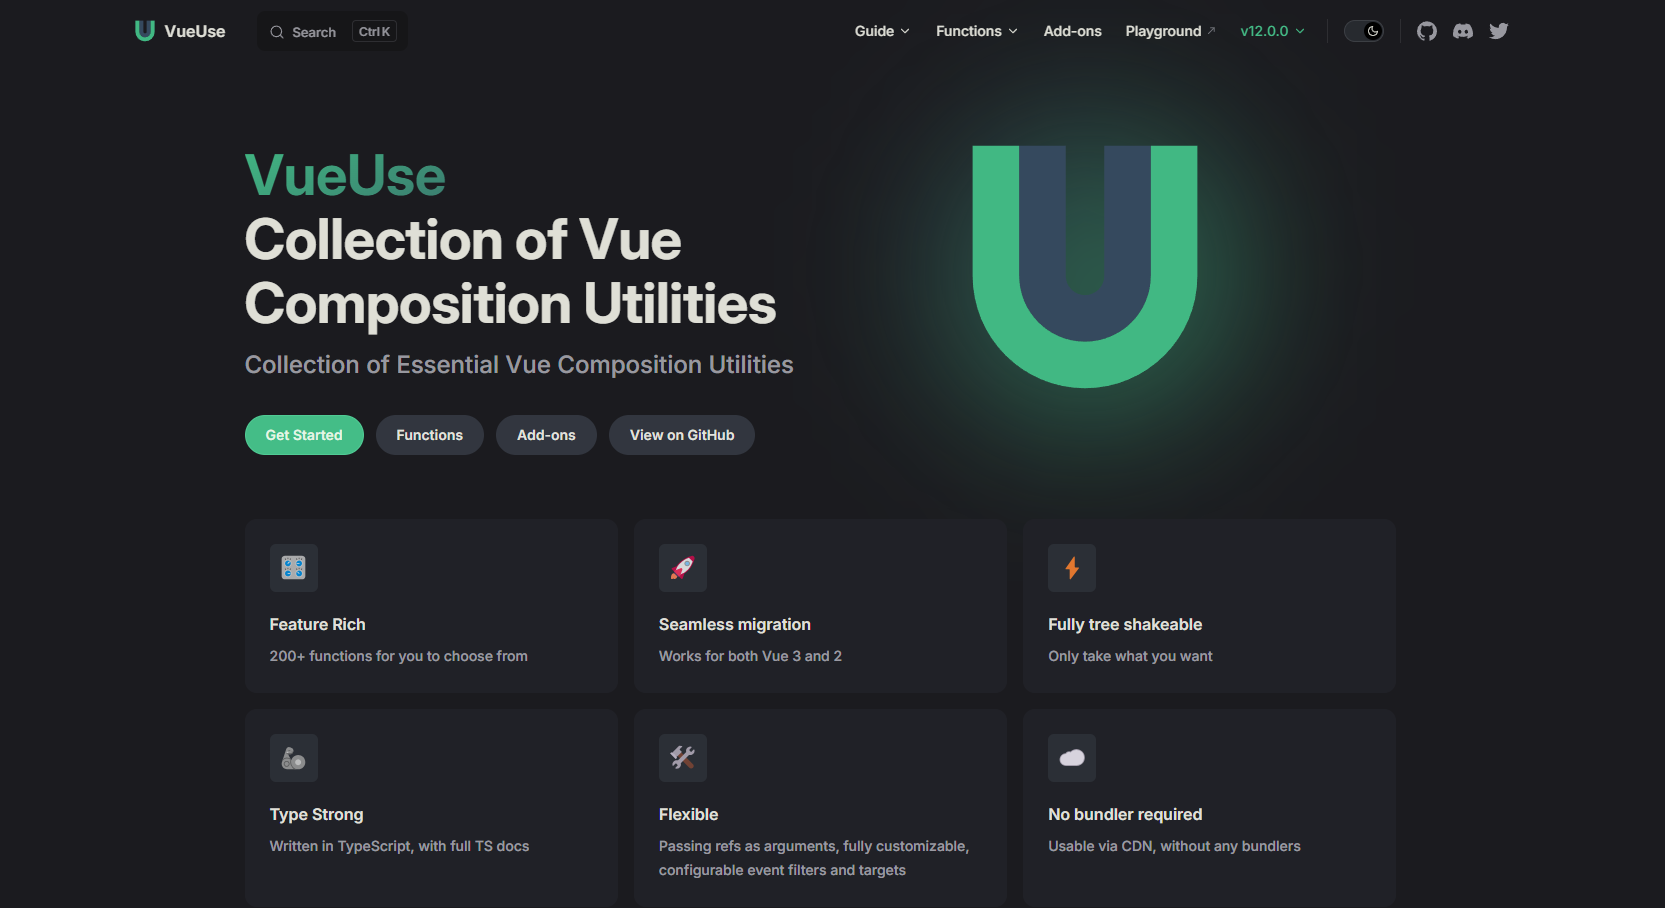 VueUse
Search Ctrl K
Guide
Functions
Add-ons
Playground
v12.0.0
VueUse
Collection of Vue
Composition Utilities
Collection of Essential Vue Composition Utilities
Get Started
Functions
Add-ons
View on GitHub
Feature Rich
200+ functions for you to choose from
Seamless migration
Works for both Vue 3 and 2
Fully tree shakeable
Only take what you want
Type Strong
Written in TypeScript, with full TS docs
Flexible
Passing refs as arguments, fully customizable,
configurable event filters and targets
No bundler required
Usable via CDN, without any bundlers